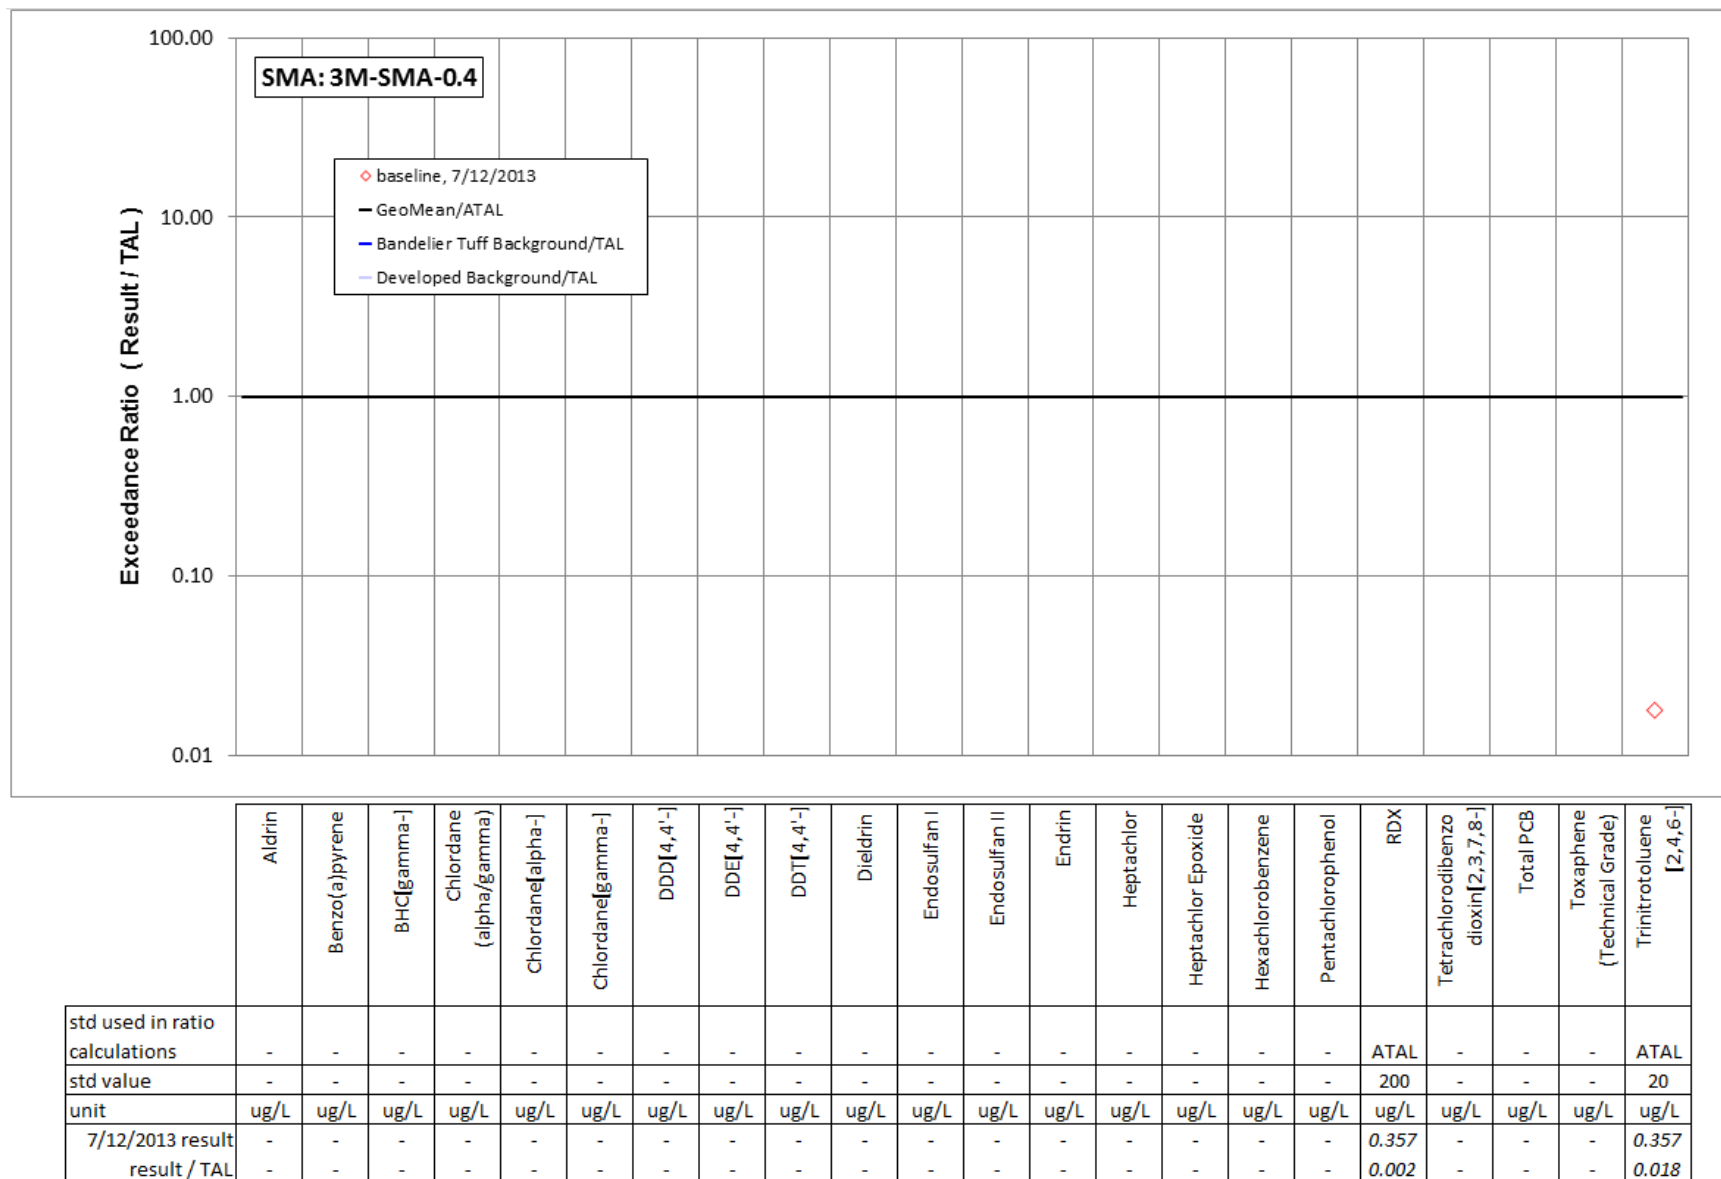 100.00
SMA: 3M-SMA-0.4
baseline, 7/12/2013
GeoMean/ATAL
Bandelier Tuff Background/TAL
Developed Background/TAL
Exceedance Ratio ( Result / TAL )
10.00
1.00
0.10
0.01
Aldrin
Benzo(a)pyrene
BHC[gamma-]
Chlordane
(alpha/gamma)
Chlordane[alpha-]
Chlordane[gamma-]
DDD[4,4'-]
DDE[4,4'-]
DDT[4,4'-]
Dieldrin
Endosulfan I
Endosulfan II
Endrin
Heptachlor
Heptachlor Epoxide
Hexachlorobenzene
Pentachlorophenol
RDX
Tetrachlorodibenzo
dioxin[2,3,7,8-]
Total PCB
Toxaphene
(Technical Grade)
Trinitrotoluene
[2,4,6-]
std used in ratio
calculations - - - - - - - - - - - - - - - - - ATAL - - - ATAL
std value - - - - - - - - - - - - - - - - - 200 - - - 20
unit ug/L ug/L ug/L ug/L ug/L ug/L ug/L ug/L ug/L ug/L ug/L ug/L ug/L ug/L ug/L ug/L ug/L ug/L ug/L ug/L ug/L ug/L
7/12/2013 result - - - - - - - - - - - - - - - - - 0.357 - - - 0.357
result / TAL - - - - - - - - - - - - - - - - - 0.002 - - - 0.018